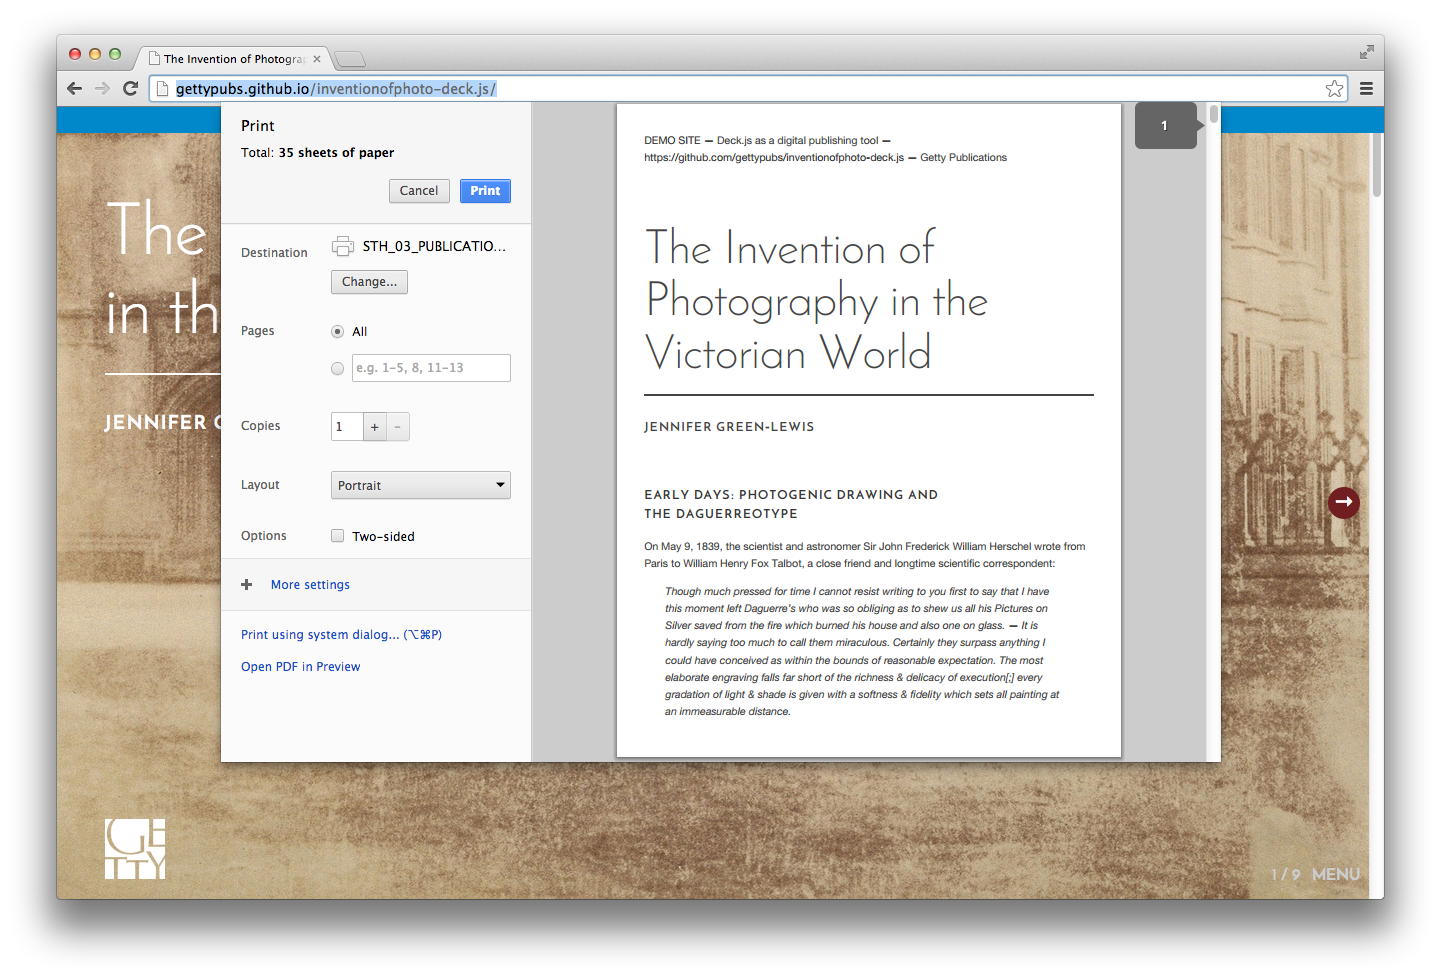 The Invention of Photogra
gettypubs.github.io/inventionofphoto-deck.js/
The
in th
JENNIFER G
Print
Total: 35 sheets of paper
Cancel
Print
Destination
STH_03_PUBLICATIO...
Change...
Pages
All
e.g. 1-5, 8, 11-13
Copies
1
+
-
Layout
Portrait
Options
Two-sided
+ More settings
Print using system dialog... (⌥⌘P)
Open PDF in Preview
DEMO SITE — Deck.js as a digital publishing tool —
https://github.com/gettypubs/inventionofphoto-deck.js — Getty Publications
The Invention of
Photography in the
Victorian World
JENNIFER GREEN-LEWIS
EARLY DAYS: PHOTOGENIC DRAWING AND
THE DAGUERREOTYPE
On May 9, 1839, the scientist and astronomer Sir John Frederick William Herschel wrote from
Paris to William Henry Fox Talbot, a close friend and longtime scientific correspondent:
Though much pressed for time I cannot resist writing to you first to say that I have
this moment left Daguerre's who was so obliging as to shew us all his Pictures on
Silver saved from the fire which burned his house and also one on glass. — It is
hardly saying too much to call them miraculous. Certainly they surpass anything I
could have conceived as within the bounds of reasonable expectation. The most
elaborate engraving falls far short of the richness & delicacy of execution[;] every
gradation of light & shade is given with a softness & fidelity which sets all painting at
an immeasurable distance.
1
GE
TTY
1 / 9 MENU